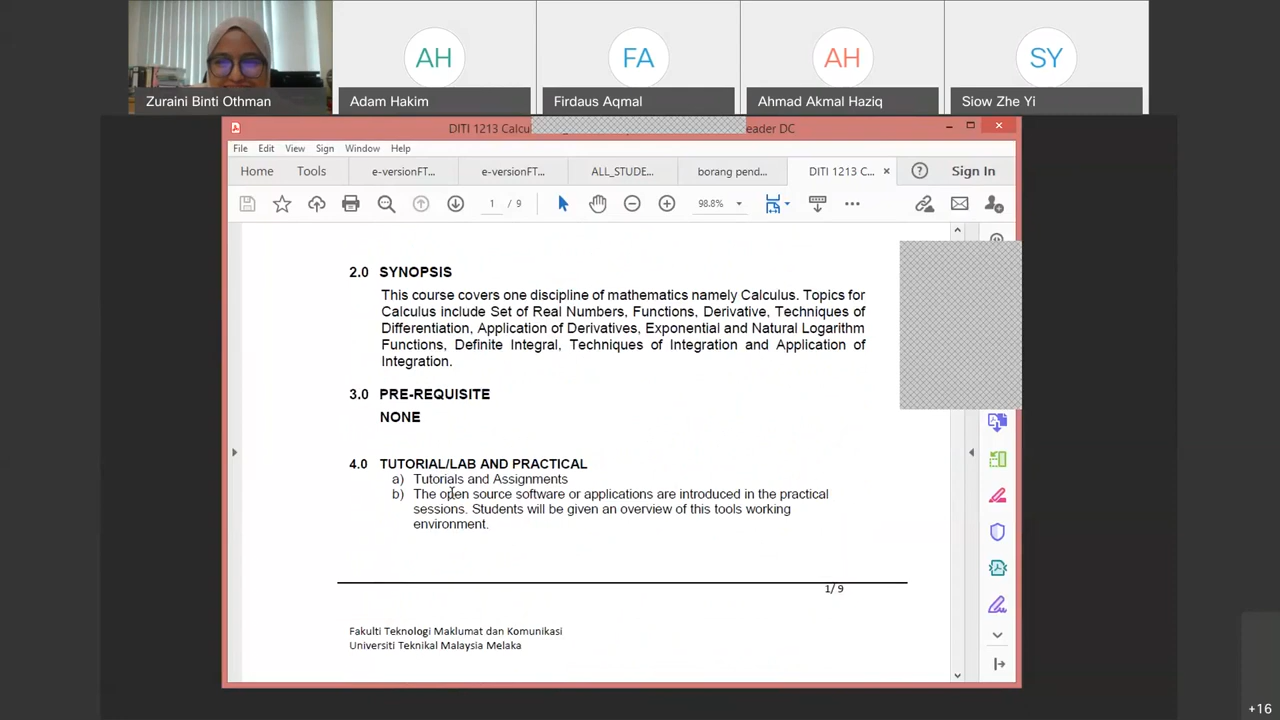 AH
FA
AH
SY
Zuraini Binti Othman
Adam Hakim
Firdaus Aqmal
Ahmad Akmal Haziq
Siow Zhe Yi
DITI 1213 Calcu
eader DC
File Edit View Sign Window Help
Home Tools e-versionFT... e-versionFT... ALL_STUDE... borang pend... DITI 1213 C... × ? Sign In
1 / 9 98.8%
2.0 SYNOPSIS
This course covers one discipline of mathematics namely Calculus. Topics for
Calculus include Set of Real Numbers, Functions, Derivative, Techniques of
Differentiation, Application of Derivatives, Exponential and Natural Logarithm
Functions, Definite Integral, Techniques of Integration and Application of
Integration.
3.0 PRE-REQUISITE
NONE
4.0 TUTORIAL/LAB AND PRACTICAL
a) Tutorials and Assignments
b) The open source software or applications are introduced in the practical
sessions. Students will be given an overview of this tools working
environment.
1/ 9
Fakulti Teknologi Maklumat dan Komunikasi
Universiti Teknikal Malaysia Melaka
+16